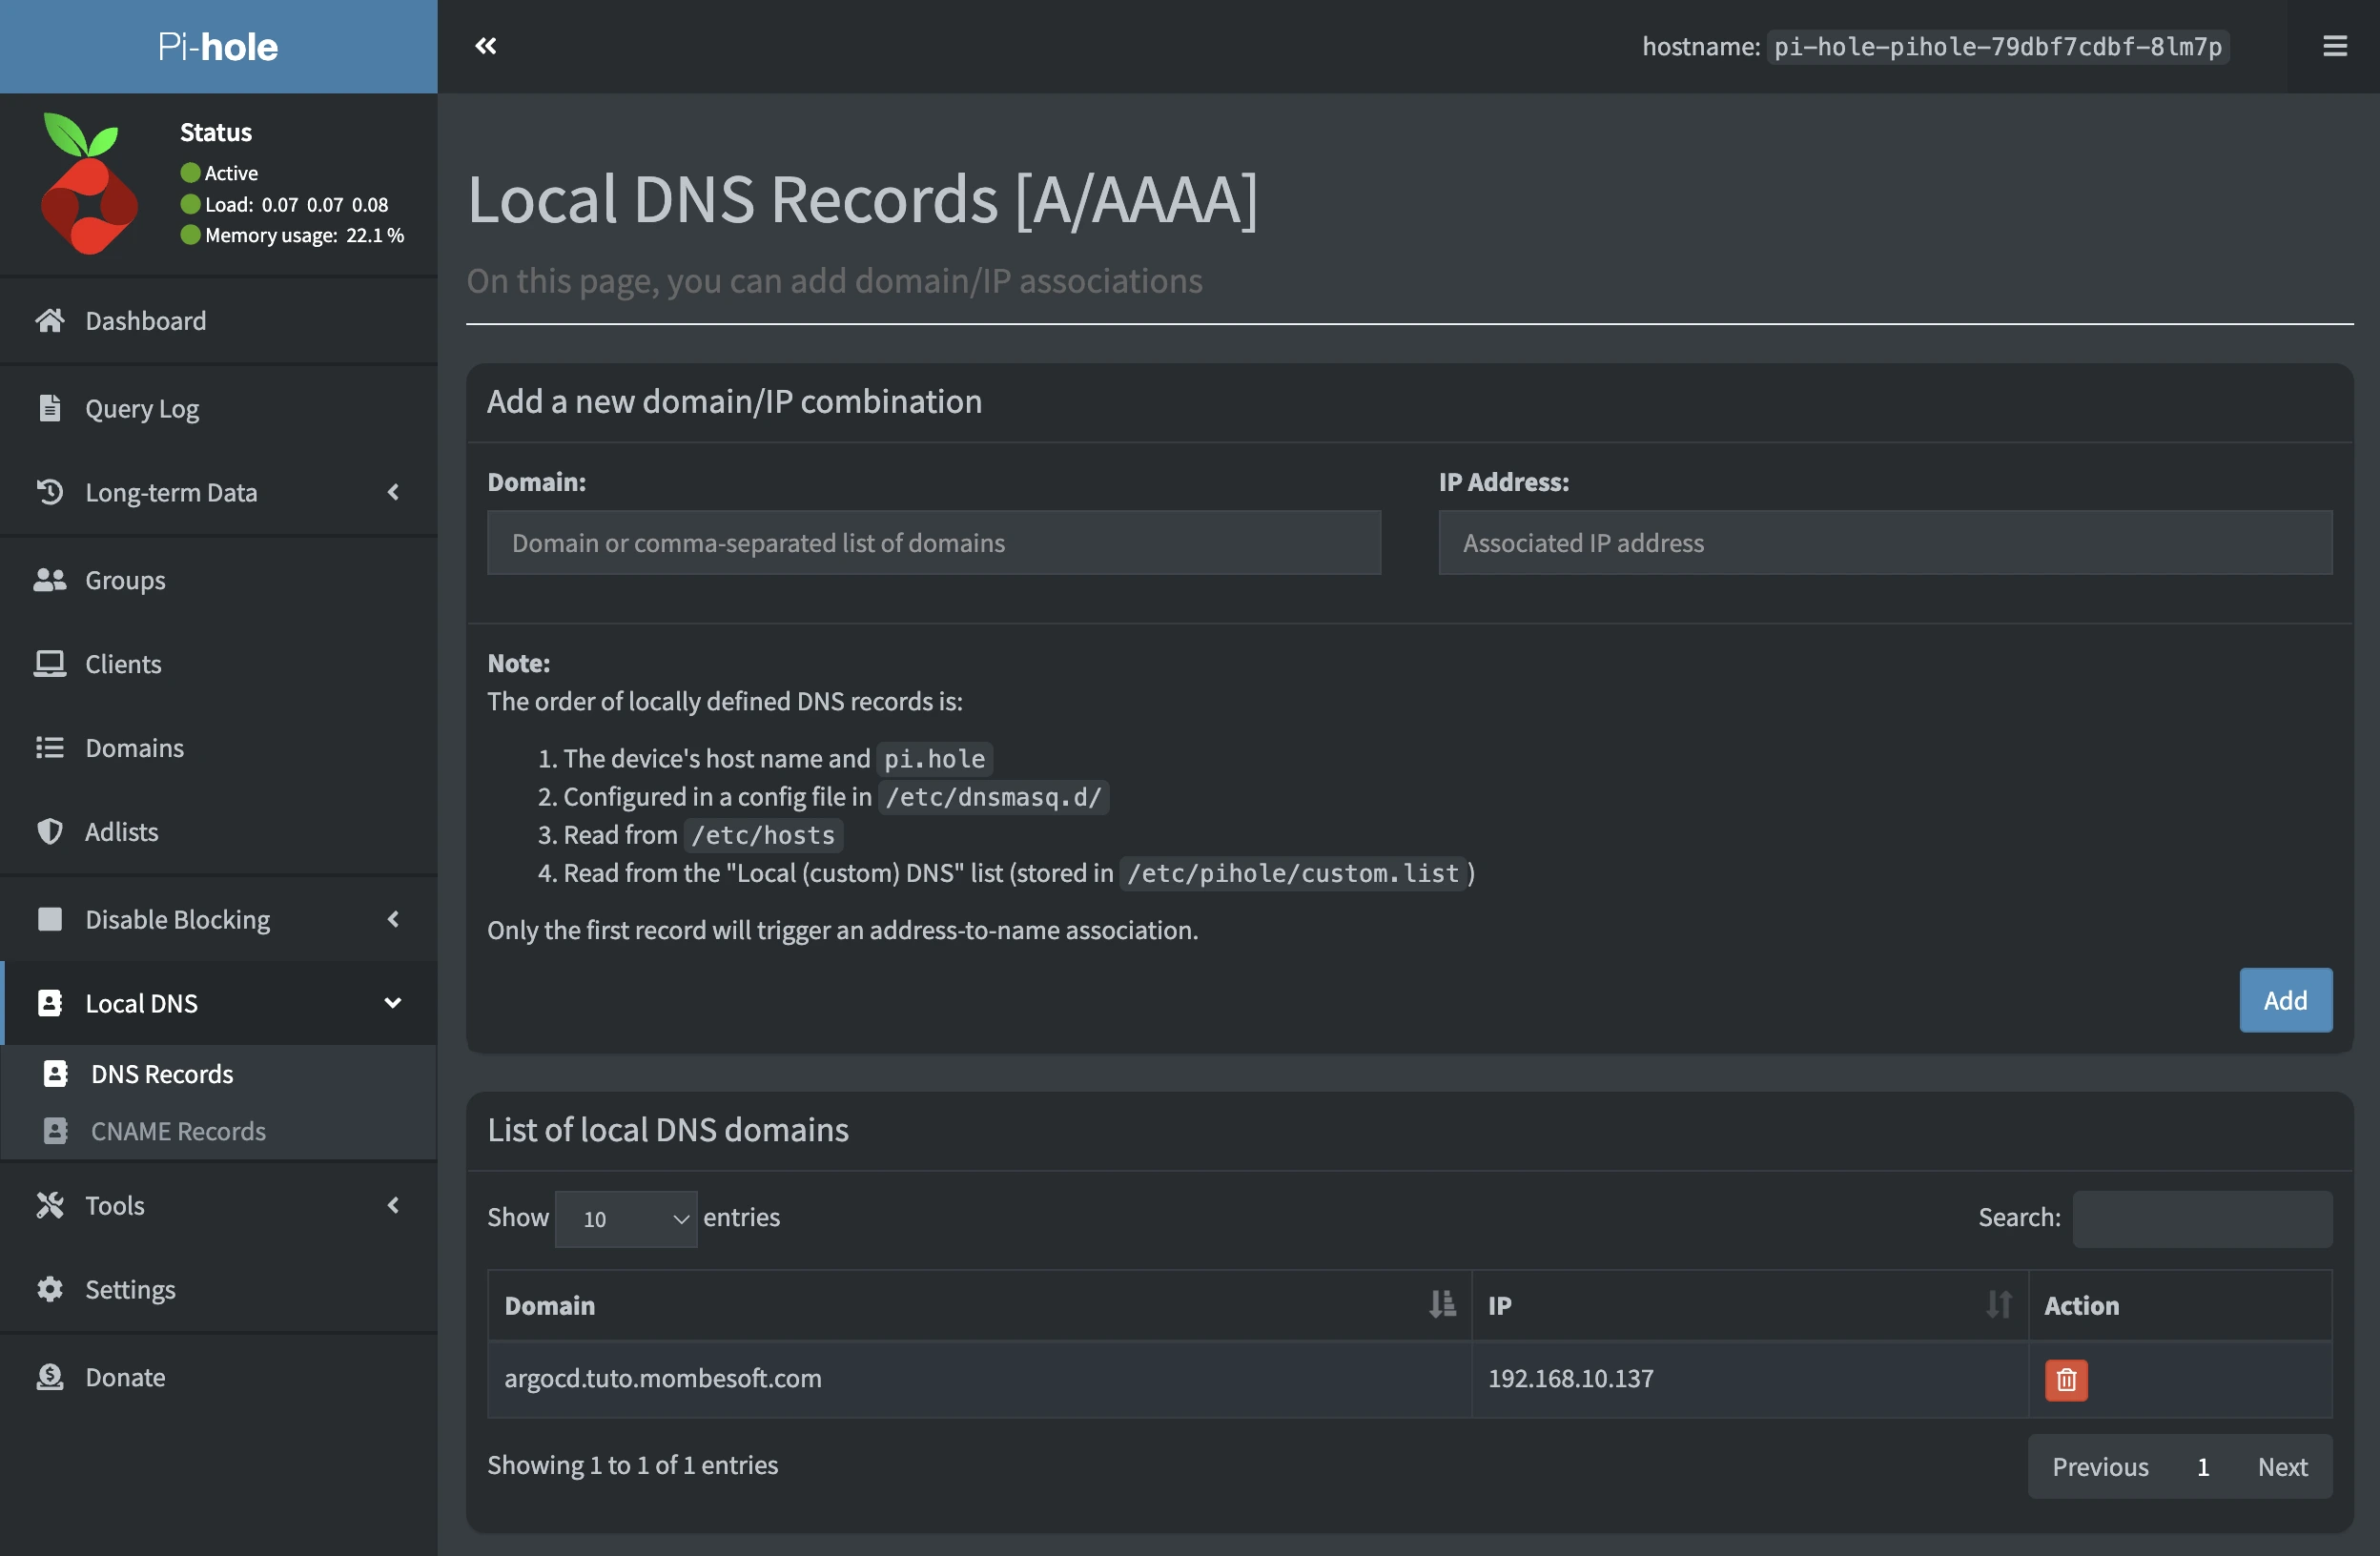 Pi-hole
hostname: pi-hole-pihole-79dbf7cdbf-8lm7p
Status
Active
Load: 0.07 0.07 0.08
Memory usage: 22.1 %
Dashboard
Query Log
Long-term Data
Groups
Clients
Domains
Adlists
Disable Blocking
Local DNS
DNS Records
CNAME Records
Tools
Settings
Donate
Local DNS Records [A/AAAA]
On this page, you can add domain/IP associations
Add a new domain/IP combination
Domain: IP Address:
Domain or comma-separated list of domains Associated IP address
Note:
The order of locally defined DNS records is:
1. The device's host name and pi.hole
2. Configured in a config file in /etc/dnsmasq.d/
3. Read from /etc/hosts
4. Read from the "Local (custom) DNS" list (stored in /etc/pihole/custom.list)
Only the first record will trigger an address-to-name association.
Add
List of local DNS domains
Show 10 entries Search:
Domain IP Action
argocd.tuto.mombesoft.com 192.168.10.137
Showing 1 to 1 of 1 entries Previous 1 Next